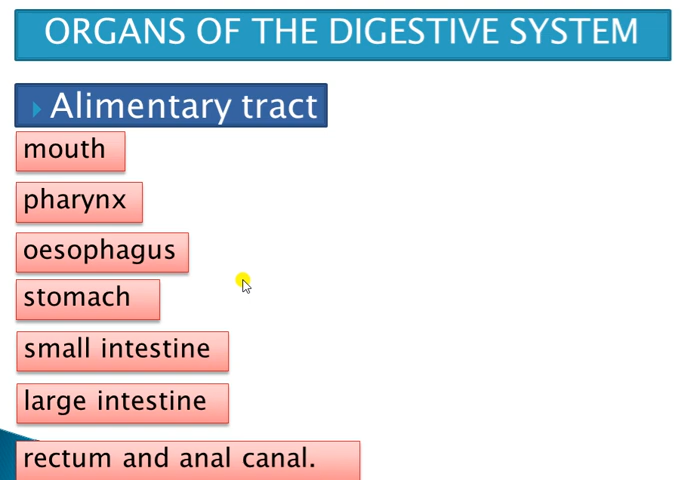 ORGANS OF THE DIGESTIVE SYSTEM
Alimentary tract
mouth
pharynx
oesophagus
stomach
small intestine
large intestine
rectum and anal canal.